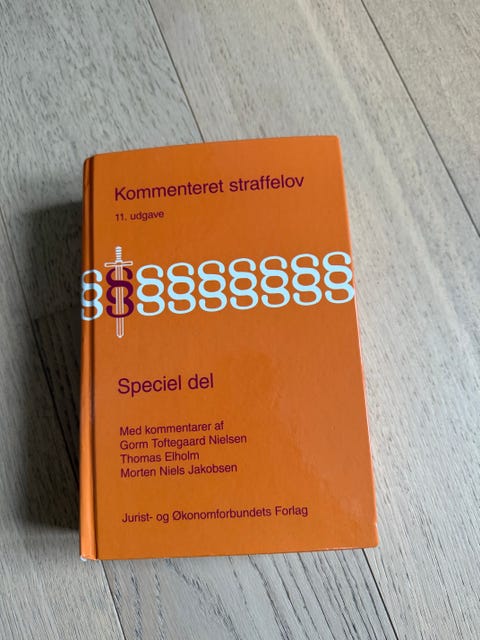 Kommenteret straffelov
11. udgave
§ § § § § § § § §
Speciel del
Med kommentarer af
Gorm Toftegaard Nielsen
Thomas Elholm
Morten Niels Jakobsen
Jurist- og Økonomforbundets Forlag